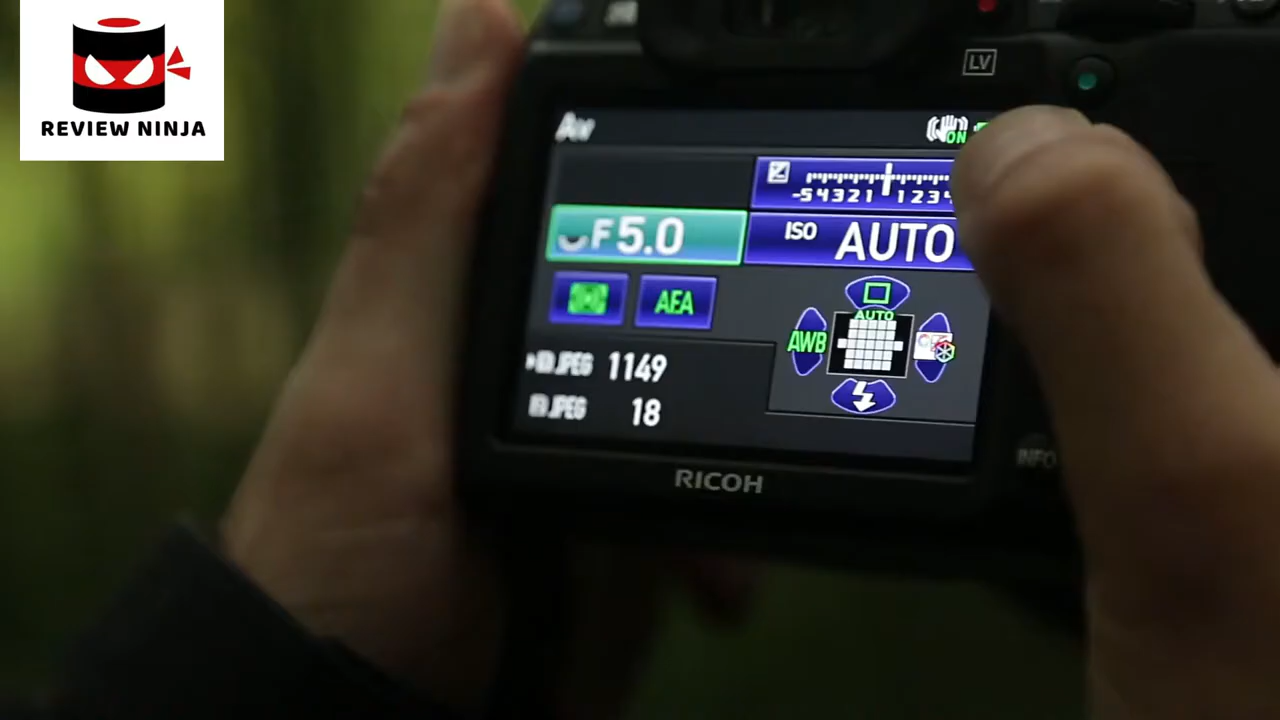 REVIEW NINJA
LV
Av
ON
-54321 1234
F5.0
ISO AUTO
AF.A
AUTO
AWB
JPEG 1149
JPEG 18
INFO
RICOH